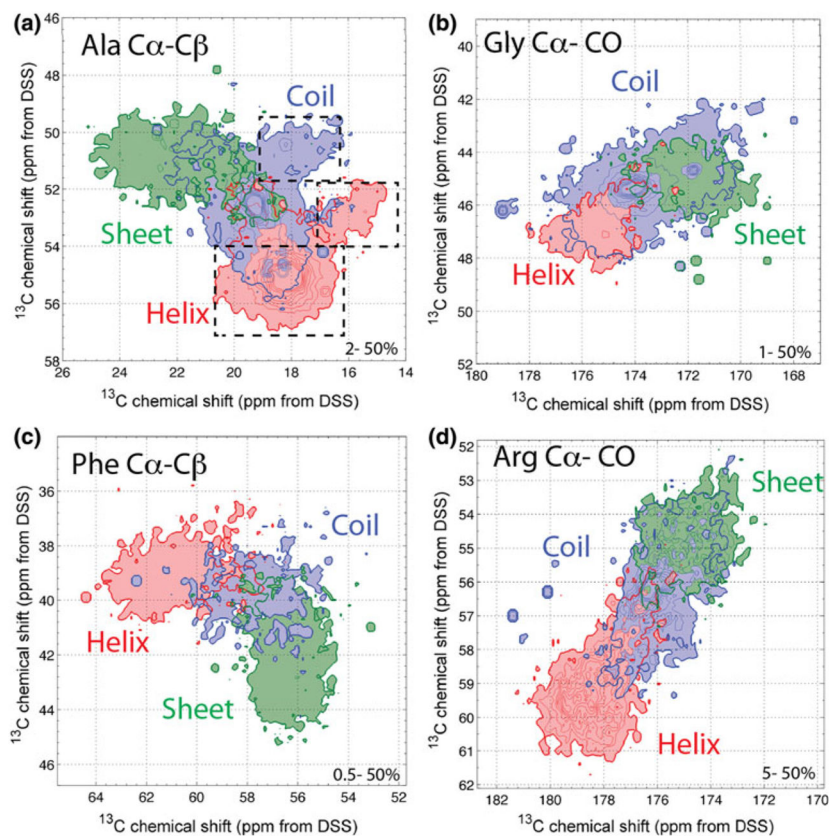 (a)
Ala Cα-Cβ
Coil
Sheet
Helix
2- 50%
46
48
50
52
54
56
58
26
22
20
18
16
14
¹³C chemical shift (ppm from DSS)
¹³C chemical shift (ppm from DSS)
(b)
Gly Cα- CO
Coil
Sheet
Helix
1- 50%
40
42
44
46
48
50
52
180
178
176
174
172
170
168
¹³C chemical shift (ppm from DSS)
¹³C chemical shift (ppm from DSS)
(c)
Phe Cα-Cβ
Coil
Helix
Sheet
0.5- 50%
36
38
40
42
44
46
64
62
60
58
56
54
52
¹³C chemical shift (ppm from DSS)
¹³C chemical shift (ppm from DSS)
(d)
Arg Cα- CO
Sheet
Coil
Helix
5- 50%
52
53
54
55
56
57
58
59
60
61
62
182
180
178
176
174
172
170
¹³C chemical shift (ppm from DSS)
¹³C chemical shift (ppm from DSS)